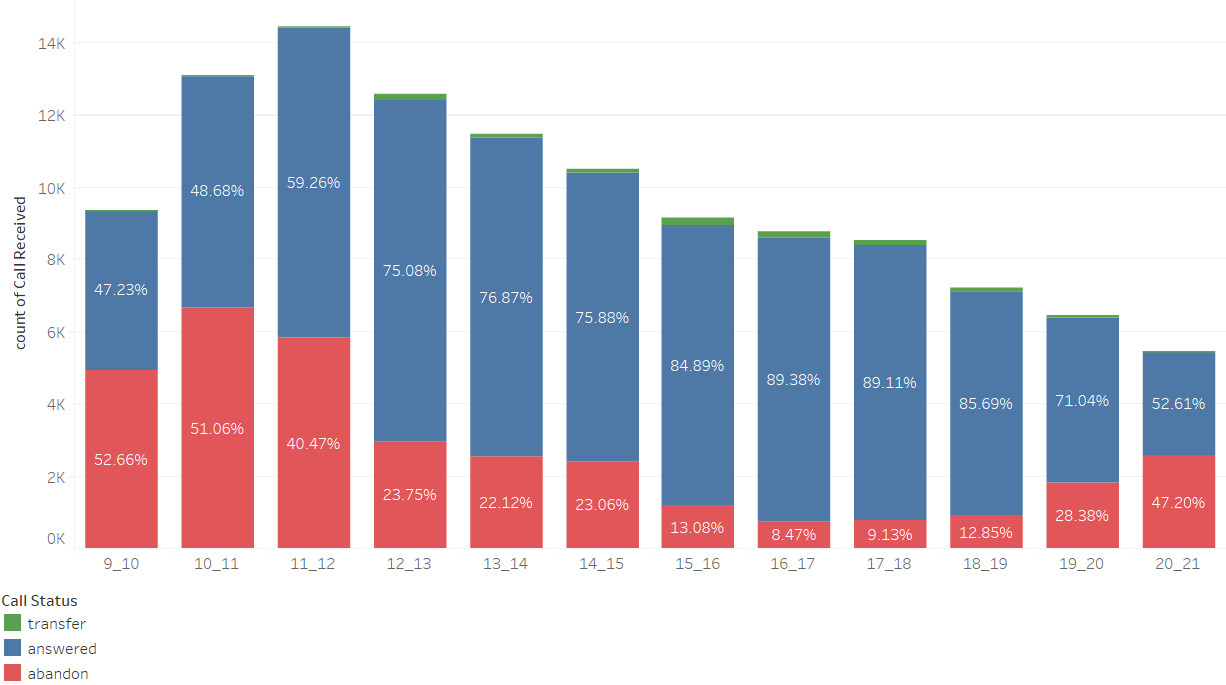 14K
12K
10K
8K
6K
4K
2K
0K
count of Call Received
47.23%
52.66%
48.68%
51.06%
59.26%
40.47%
75.08%
23.75%
76.87%
22.12%
75.88%
23.06%
84.89%
13.08%
89.38%
8.47%
89.11%
9.13%
85.69%
12.85%
71.04%
28.38%
52.61%
47.20%
9_10 10_11 11_12 12_13 13_14 14_15 15_16 16_17 17_18 18_19 19_20 20_21
Call Status
transfer
answered
abandon